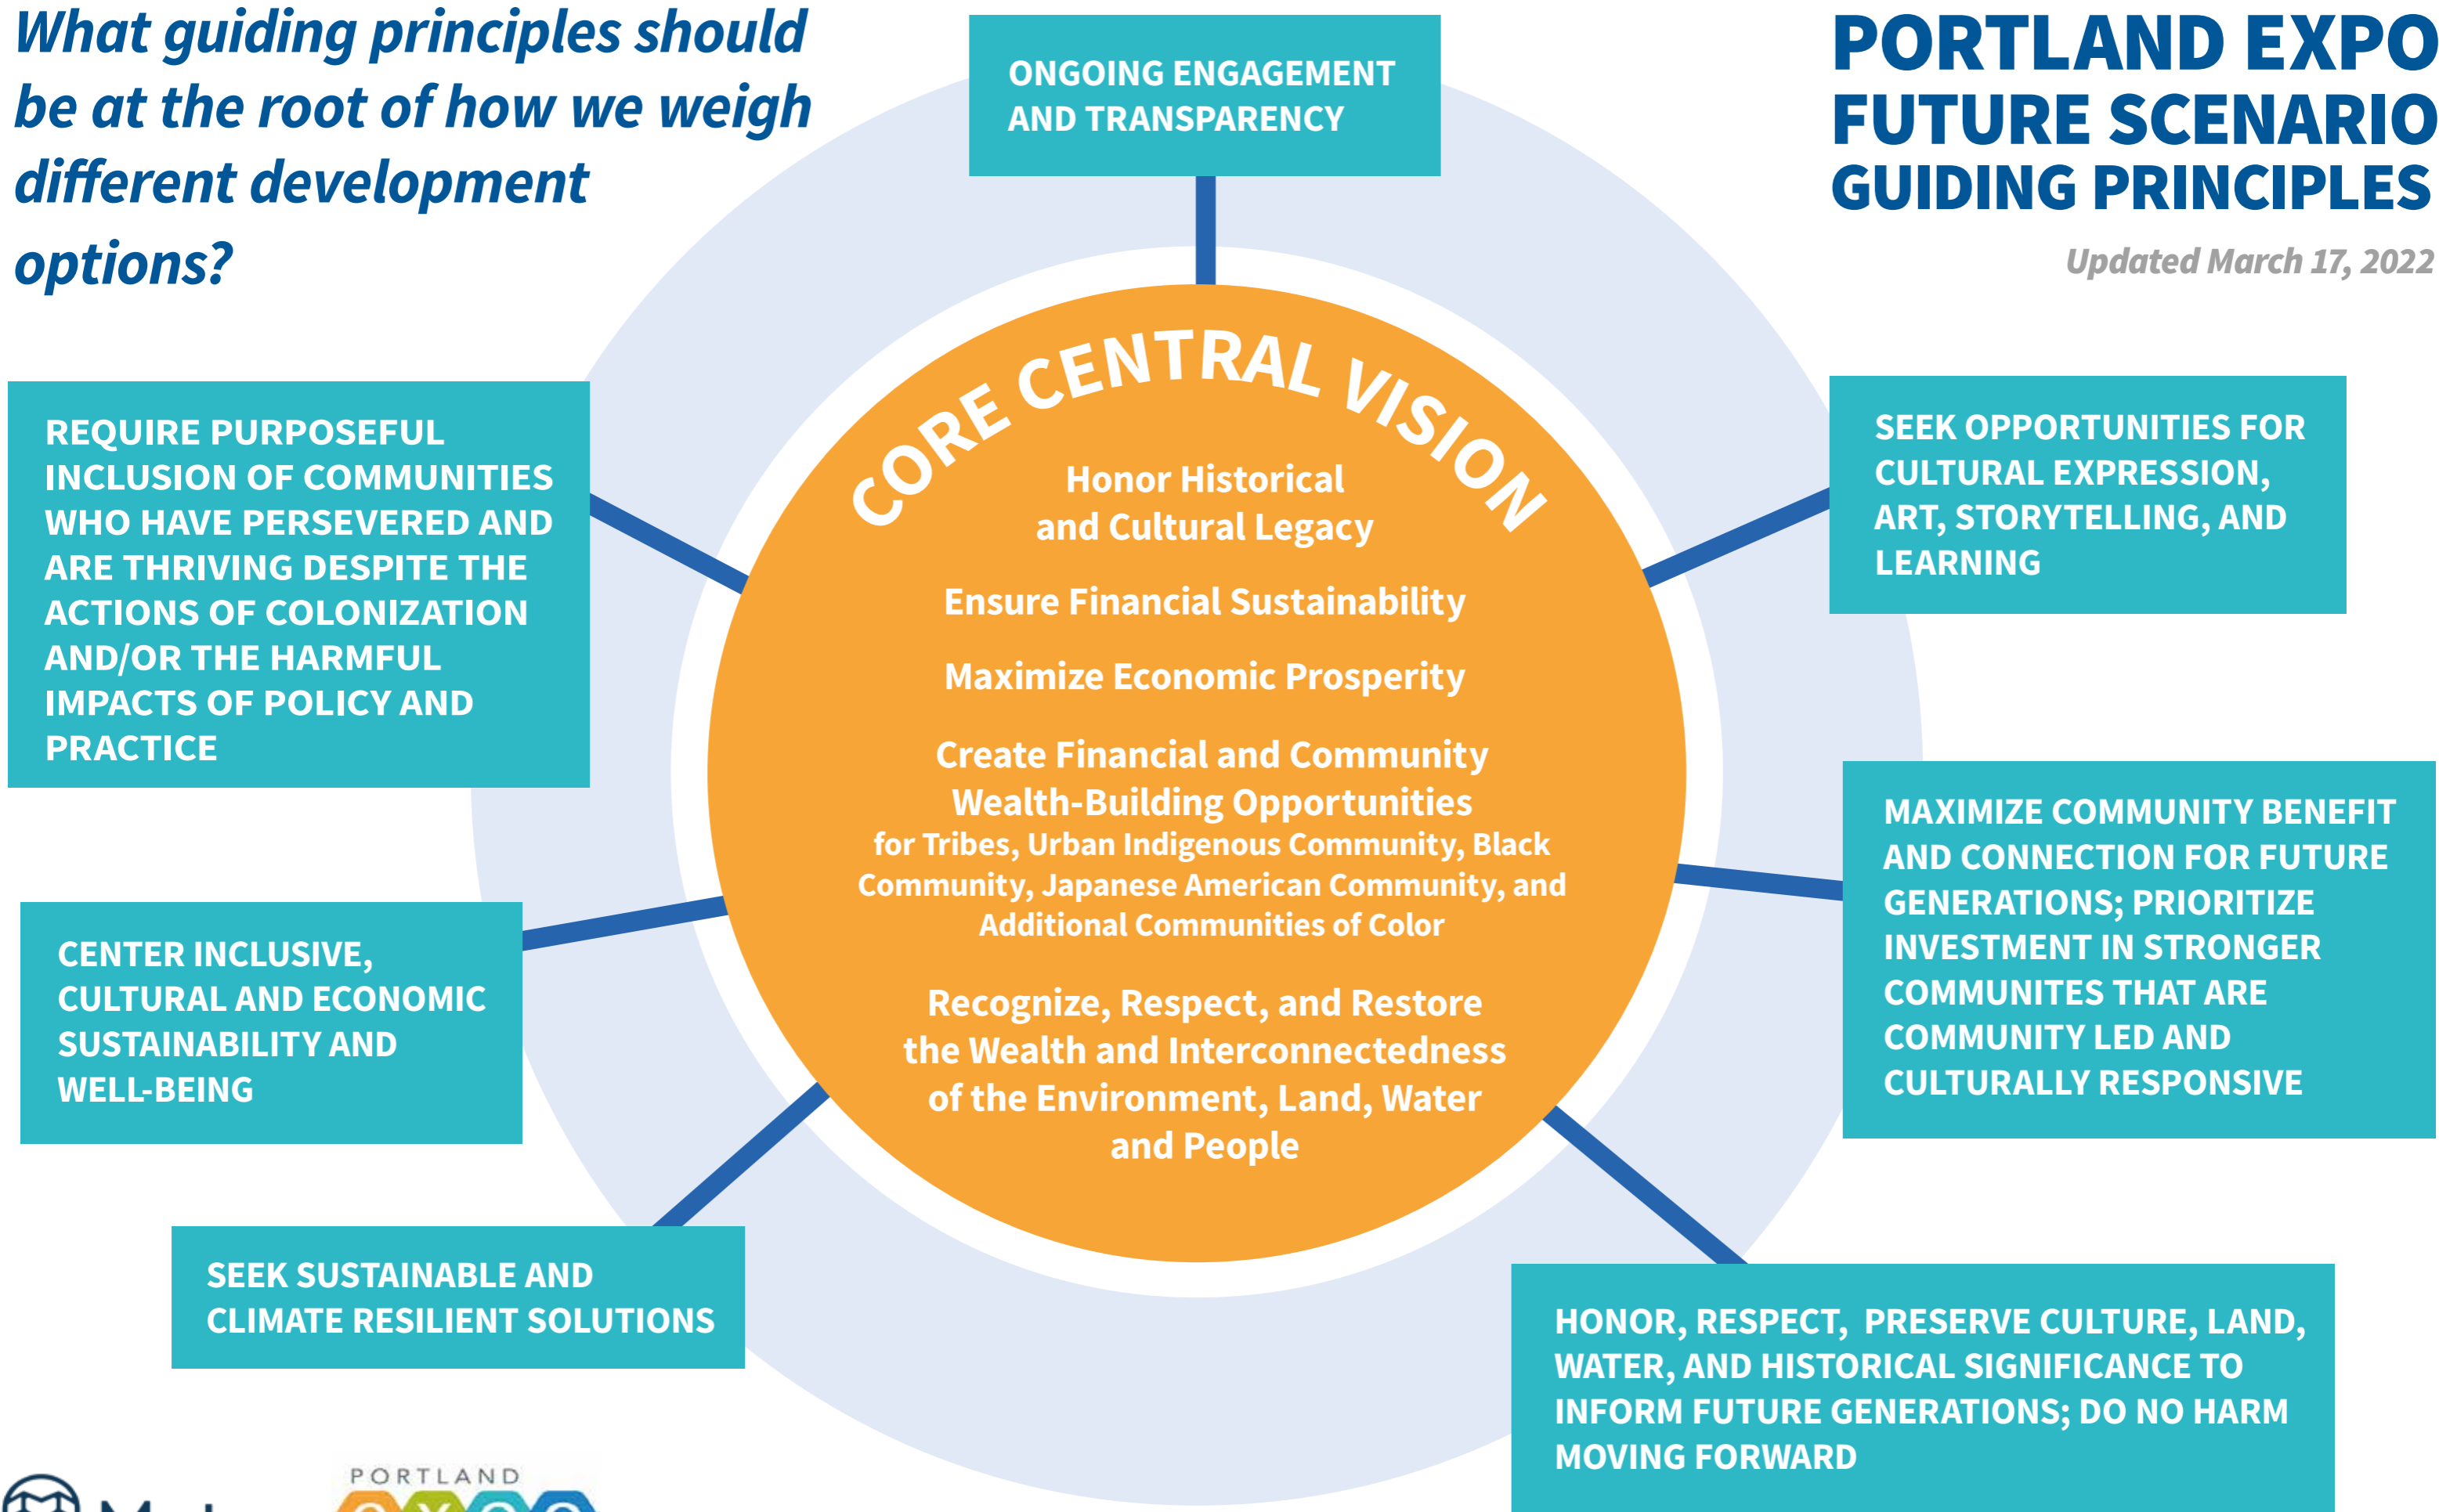 What guiding principles should
be at the root of how we weigh
different development
options?
PORTLAND EXPO
FUTURE SCENARIO
GUIDING PRINCIPLES
Updated March 17, 2022
ONGOING ENGAGEMENT
AND TRANSPARENCY
CORE CENTRAL VISION
Honor Historical
and Cultural Legacy
Ensure Financial Sustainability
Maximize Economic Prosperity
Create Financial and Community
Wealth-Building Opportunities
for Tribes, Urban Indigenous Community, Black
Community, Japanese American Community, and
Additional Communities of Color
Recognize, Respect, and Restore
the Wealth and Interconnectedness
of the Environment, Land, Water
and People
REQUIRE PURPOSEFUL
INCLUSION OF COMMUNITIES
WHO HAVE PERSEVERED AND
ARE THRIVING DESPITE THE
ACTIONS OF COLONIZATION
AND/OR THE HARMFUL
IMPACTS OF POLICY AND
PRACTICE
SEEK OPPORTUNITIES FOR
CULTURAL EXPRESSION,
ART, STORYTELLING, AND
LEARNING
MAXIMIZE COMMUNITY BENEFIT
AND CONNECTION FOR FUTURE
GENERATIONS; PRIORITIZE
INVESTMENT IN STRONGER
COMMUNITES THAT ARE
COMMUNITY LED AND
CULTURALLY RESPONSIVE
CENTER INCLUSIVE,
CULTURAL AND ECONOMIC
SUSTAINABILITY AND
WELL-BEING
SEEK SUSTAINABLE AND
CLIMATE RESILIENT SOLUTIONS
HONOR, RESPECT, PRESERVE CULTURE, LAND,
WATER, AND HISTORICAL SIGNIFICANCE TO
INFORM FUTURE GENERATIONS; DO NO HARM
MOVING FORWARD
PORTLAND